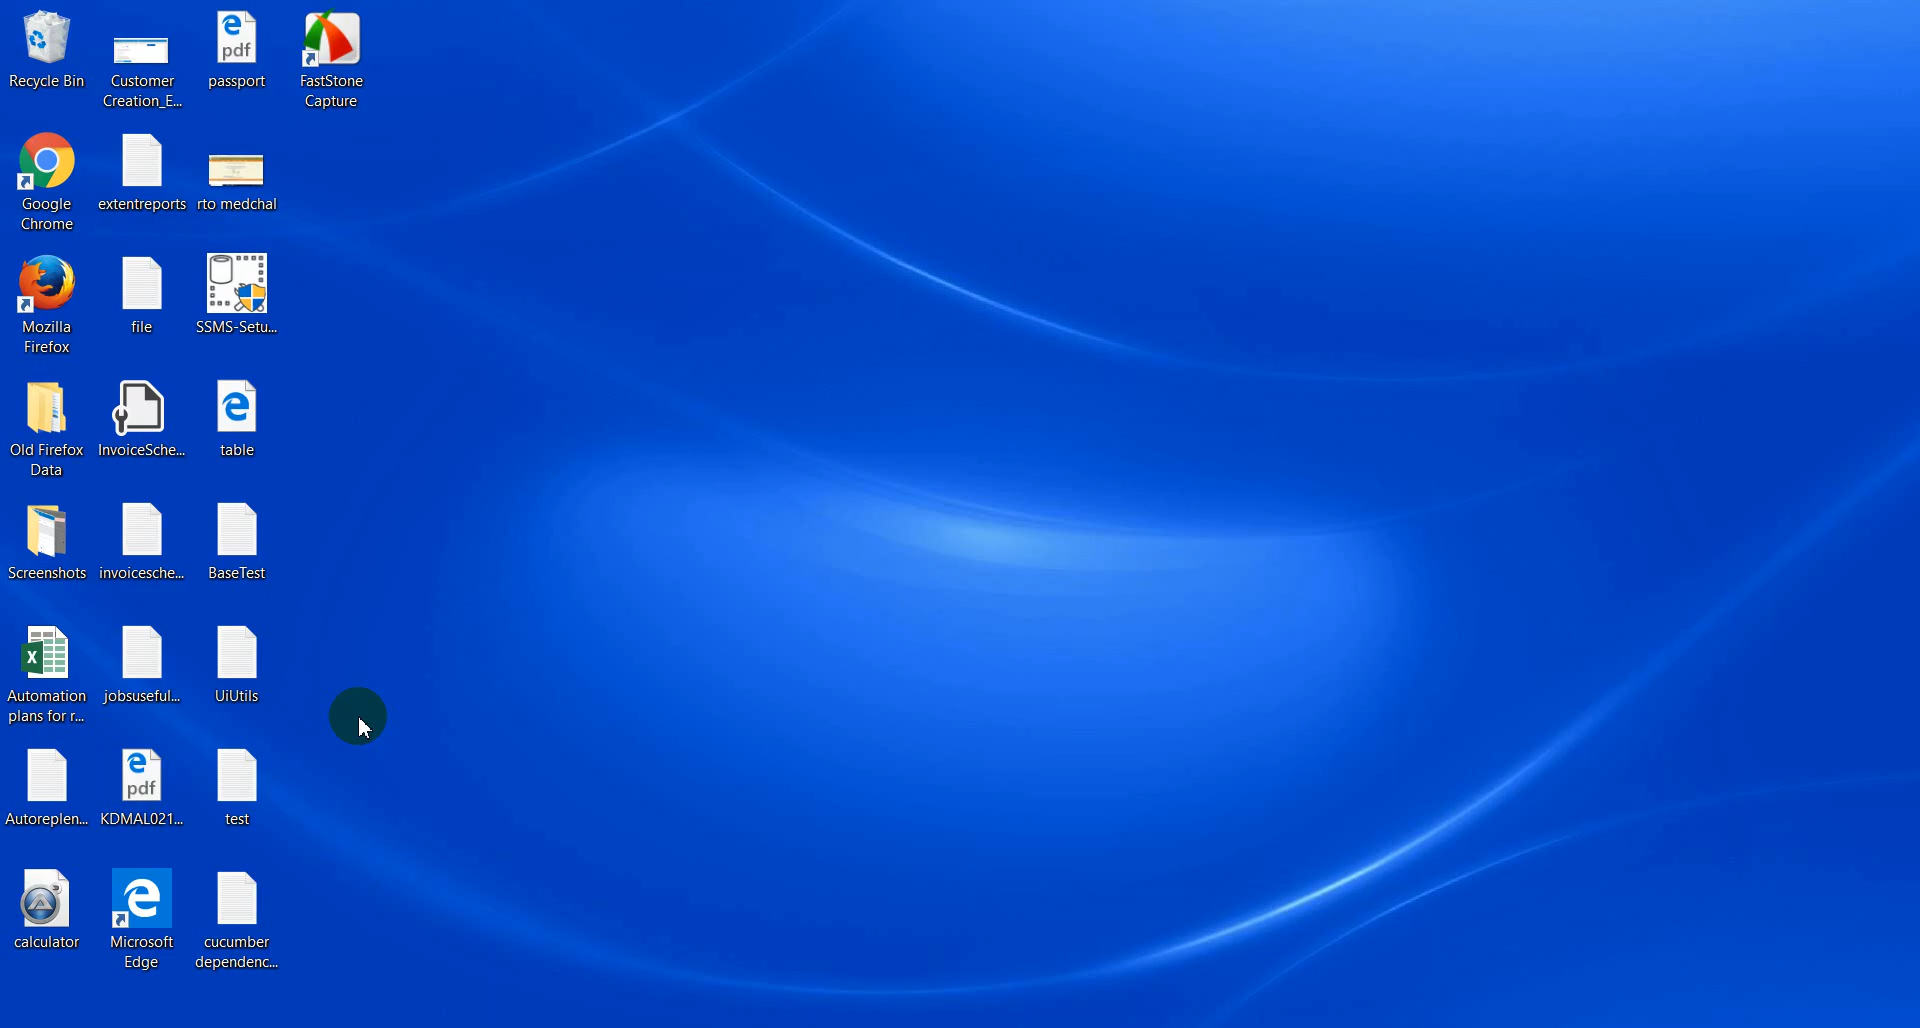 Recycle Bin
Customer
Creation_E...
pdf
passport
FastStone
Capture
Google
Chrome
extentreports
rto medchal
Mozilla
Firefox
file
SSMS-Setu...
Old Firefox
Data
InvoiceSche...
table
Screenshots
invoicesche...
BaseTest
X
Automation
plans for r...
jobsuseful...
UiUtils
Autoreplen...
pdf
KDMAL021...
test
calculator
Microsoft
Edge
cucumber
dependenc...